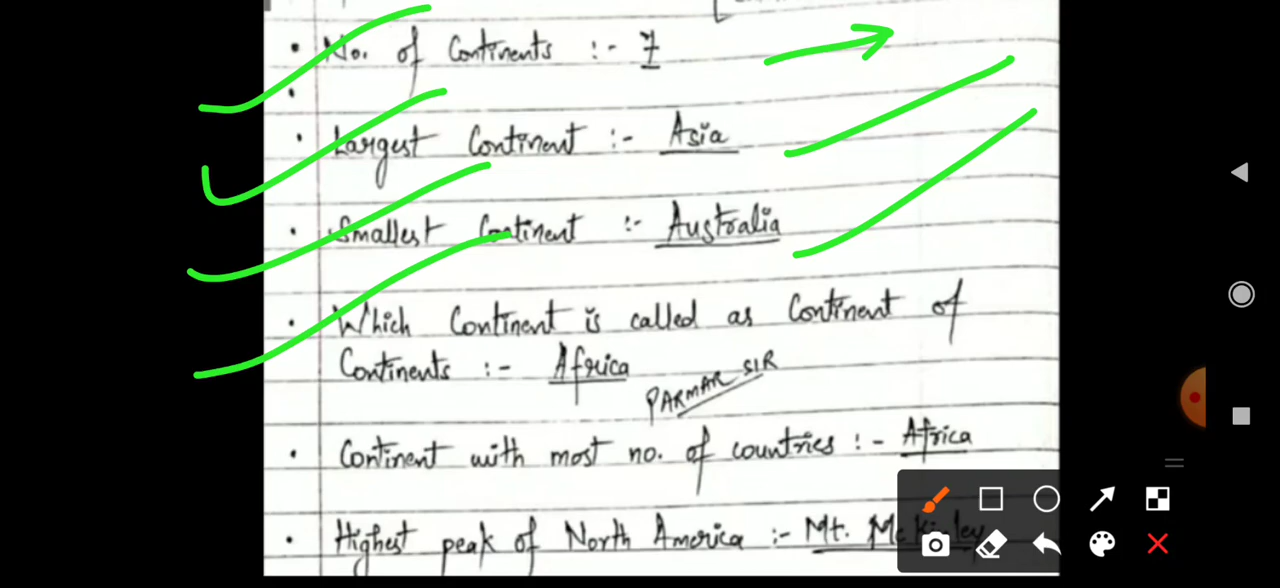 • No. of Continents :- 7
•
• Largest Continent :- Asia
• Smallest Continent :- Australia
• Which Continent is called as Continent of
Continents :- Africa
PARMAR SIR
• Continent with most no. of countries :- Africa
• Highest peak of North America :- Mt. McKinley